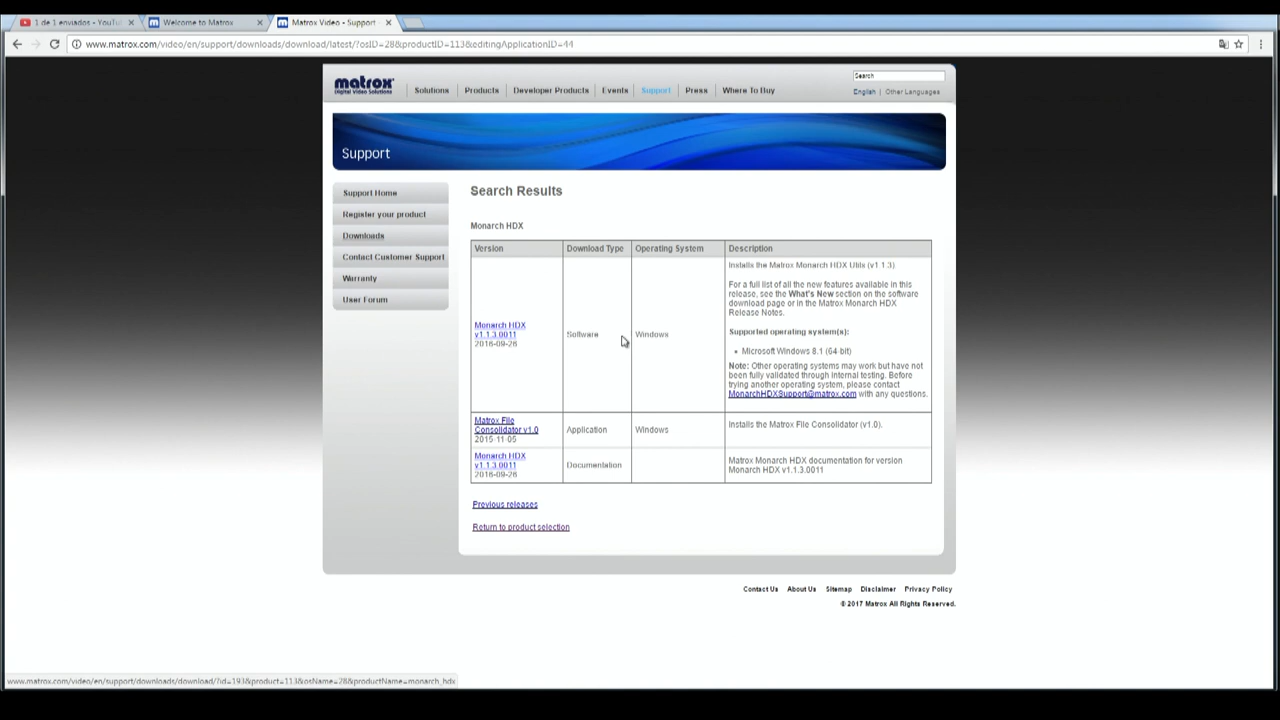 1 de 1 enviados - YouTu
Welcome to Matrox
Matrox Video - Support -
www.matrox.com/video/en/support/downloads/download/latest/?osID=28&productID=113&editingApplicationID=44
matrox
Digital Video Solutions
Solutions
Products
Developer Products
Events
Support
Press
Where To Buy
Search
English | Other Languages
Support
Support Home
Register your product
Downloads
Contact Customer Support
Warranty
User Forum
Search Results
Monarch HDX
Version
Download Type
Operating System
Description
Monarch HDX
v1.1.3.0011
2016-09-26
Software
Windows
Installs the Matrox Monarch HDX Utils (v1.1.3)
For a full list of all the new features available in this
release, see the What's New section on the software
download page or in the Matrox Monarch HDX
Release Notes.
Supported operating system(s):
• Microsoft Windows 8.1 (64-bit)
Note: Other operating systems may work but have not
been fully validated through internal testing. Before
trying another operating system, please contact
MonarchHDXSupport@matrox.com with any questions.
Matrox File
Consolidator v1.0
2015-11-05
Application
Windows
Installs the Matrox File Consolidator (v1.0).
Monarch HDX
v1.1.3.0011
2016-09-26
Documentation
Matrox Monarch HDX documentation for version
Monarch HDX v1.1.3.0011
Previous releases
Return to product selection
Contact Us
About Us
Sitemap
Disclaimer
Privacy Policy
© 2017 Matrox All Rights Reserved.
www.matrox.com/video/en/support/downloads/download/?id=193&product=113&osName=28&productName=monarch_hdx